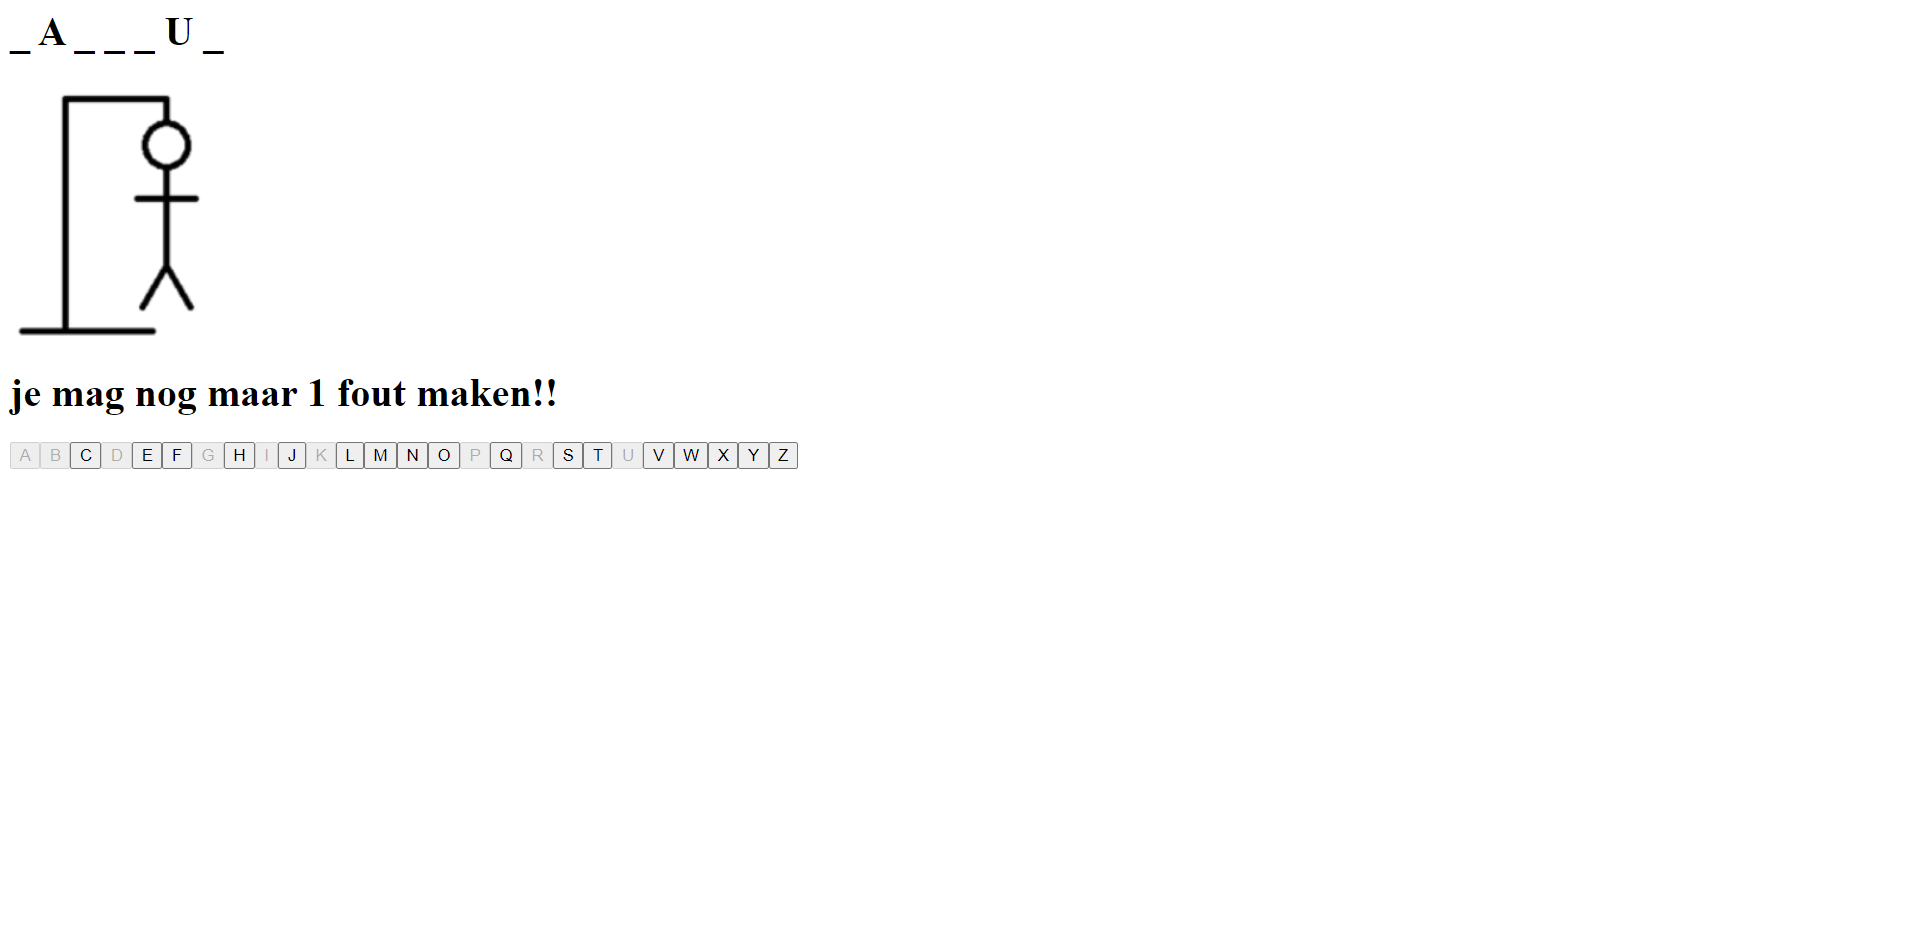 _ A _ _ _ U _
je mag nog maar 1 fout maken!!
A B C D E F G H I J K L M N O P Q R S T U V W X Y Z